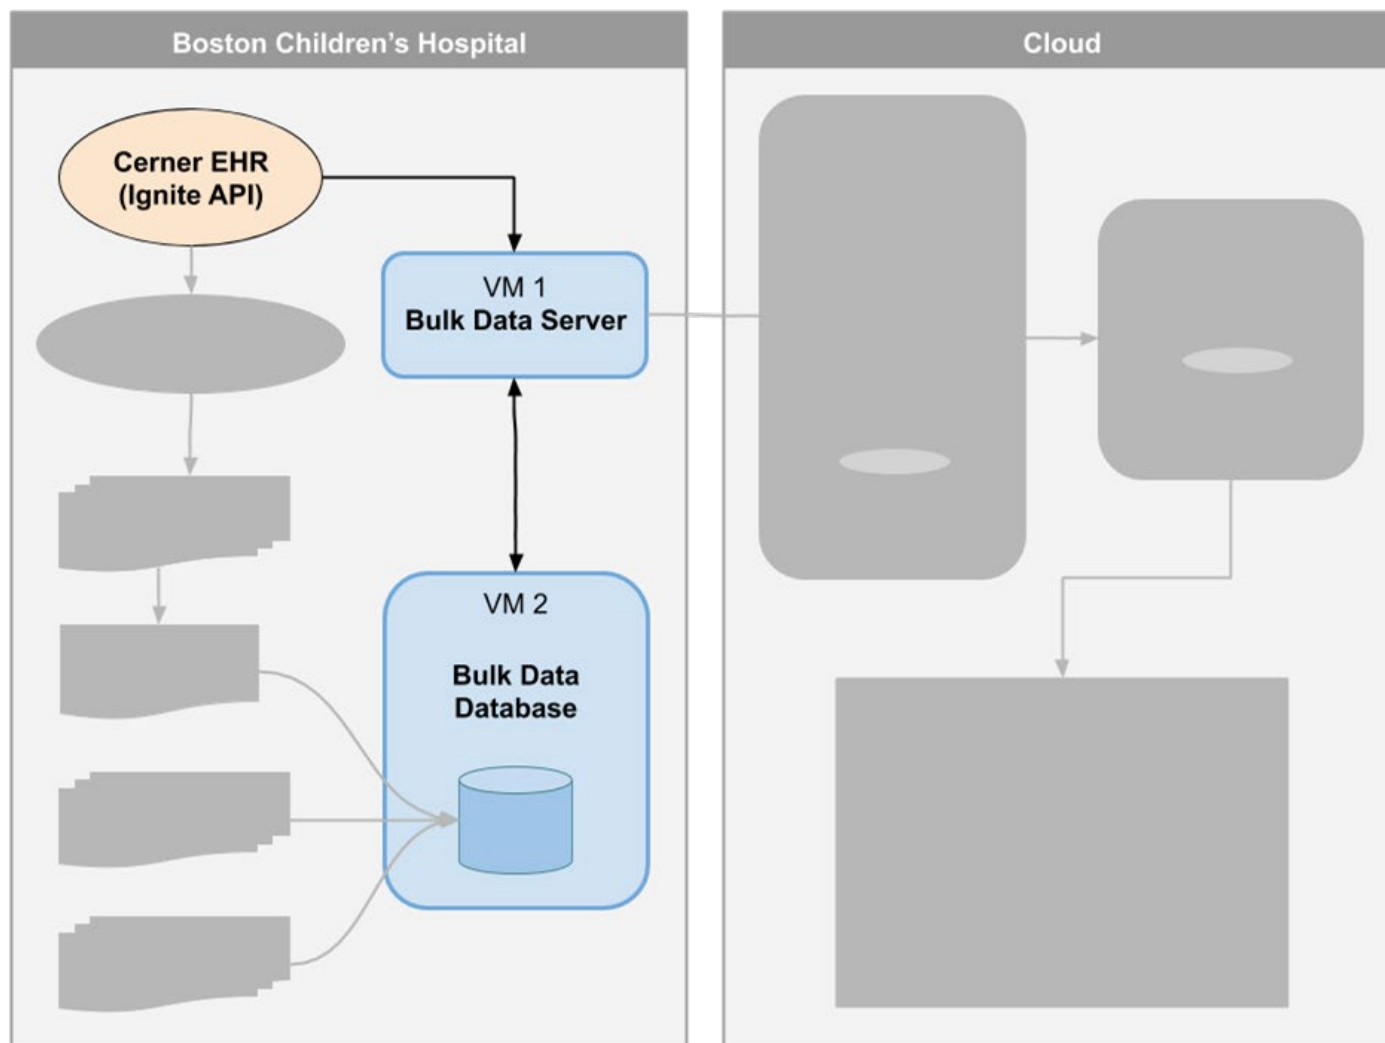 Boston Children's Hospital
Cloud
Cerner EHR
(Ignite API)
VM 1
Bulk Data Server
VM 2
Bulk Data
Database